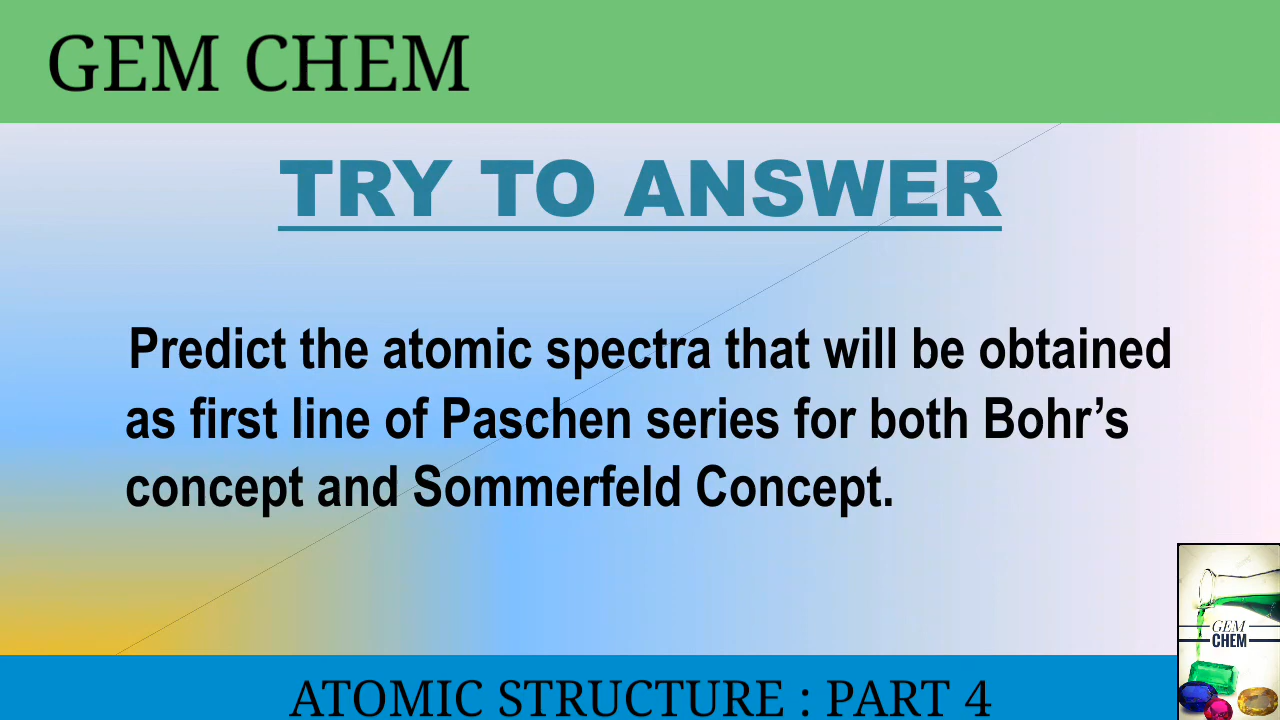 GEM CHEM
TRY TO ANSWER
Predict the atomic spectra that will be obtained
as first line of Paschen series for both Bohr’s
concept and Sommerfeld Concept.
GEM
CHEM
ATOMIC STRUCTURE : PART 4